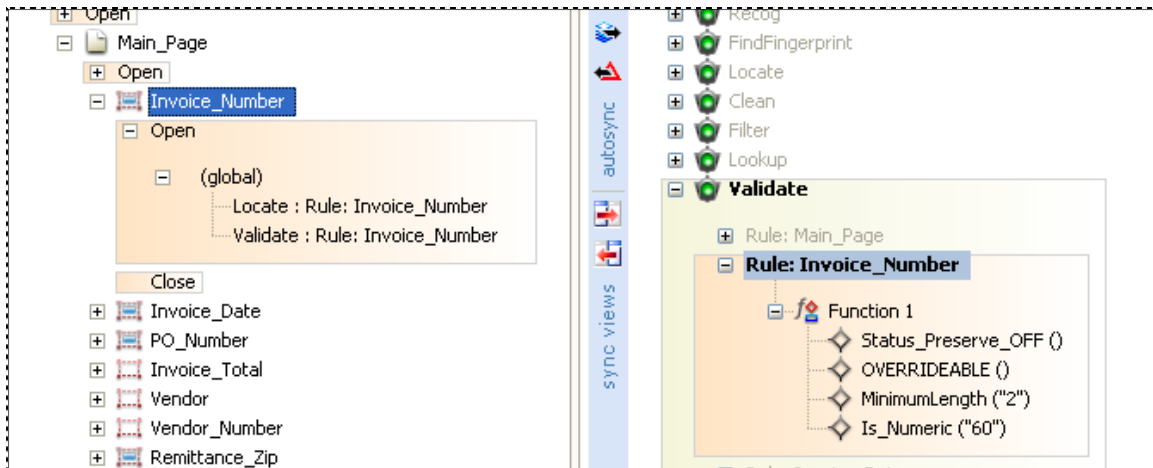 Open
Main_Page
Open
Invoice_Number
Open
(global)
Locate : Rule: Invoice_Number
Validate : Rule: Invoice_Number
Close
Invoice_Date
PO_Number
Invoice_Total
Vendor
Vendor_Number
Remittance_Zip
autosync
sync views
Recog
FindFingerprint
Locate
Clean
Filter
Lookup
Validate
Rule: Main_Page
Rule: Invoice_Number
Function 1
Status_Preserve_OFF ()
OVERRIDEABLE ()
MinimumLength ("2")
Is_Numeric ("60")